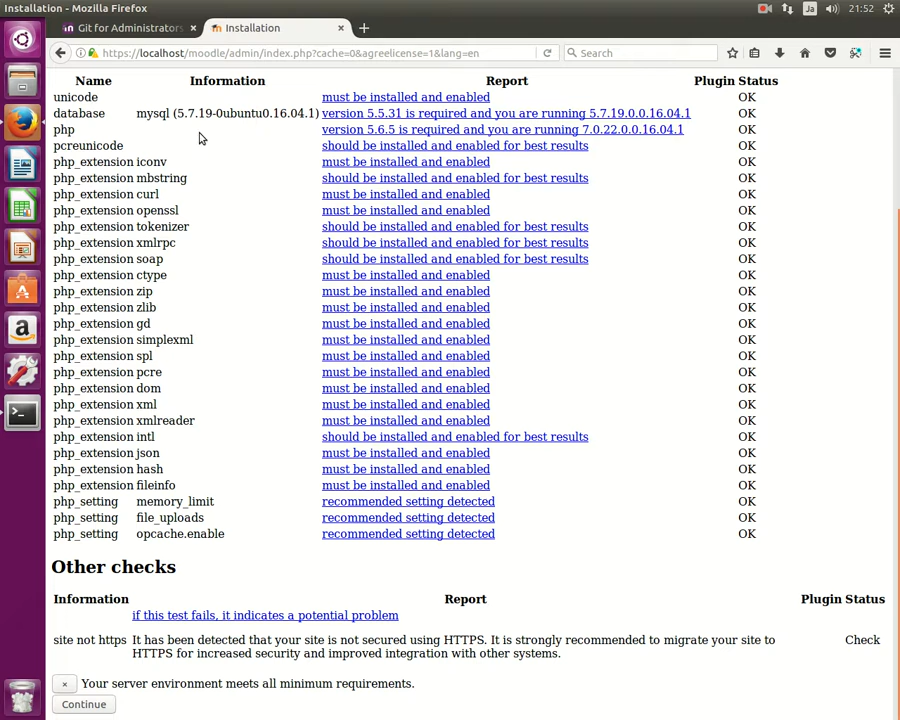 Installation - Mozilla Firefox
Ja
21:52
Git for Administrators
Installation
https://localhost/moodle/admin/index.php?cache=0&agreelicense=1&lang=en
Search
Name Information Report Plugin Status
unicode must be installed and enabled OK
database mysql (5.7.19-0ubuntu0.16.04.1) version 5.5.31 is required and you are running 5.7.19.0.0.16.04.1 OK
php version 5.6.5 is required and you are running 7.0.22.0.0.16.04.1 OK
pcreunicode should be installed and enabled for best results OK
php_extension iconv must be installed and enabled OK
php_extension mbstring should be installed and enabled for best results OK
php_extension curl must be installed and enabled OK
php_extension openssl must be installed and enabled OK
php_extension tokenizer should be installed and enabled for best results OK
php_extension xmlrpc should be installed and enabled for best results OK
php_extension soap should be installed and enabled for best results OK
php_extension ctype must be installed and enabled OK
php_extension zip must be installed and enabled OK
php_extension zlib must be installed and enabled OK
php_extension gd must be installed and enabled OK
php_extension simplexml must be installed and enabled OK
php_extension spl must be installed and enabled OK
php_extension pcre must be installed and enabled OK
php_extension dom must be installed and enabled OK
php_extension xml must be installed and enabled OK
php_extension xmlreader must be installed and enabled OK
php_extension intl should be installed and enabled for best results OK
php_extension json must be installed and enabled OK
php_extension hash must be installed and enabled OK
php_extension fileinfo must be installed and enabled OK
php_setting memory_limit recommended setting detected OK
php_setting file_uploads recommended setting detected OK
php_setting opcache.enable recommended setting detected OK
Other checks
Information Report Plugin Status
if this test fails, it indicates a potential problem
site not https It has been detected that your site is not secured using HTTPS. It is strongly recommended to migrate your site to Check
HTTPS for increased security and improved integration with other systems.
× Your server environment meets all minimum requirements.
Continue